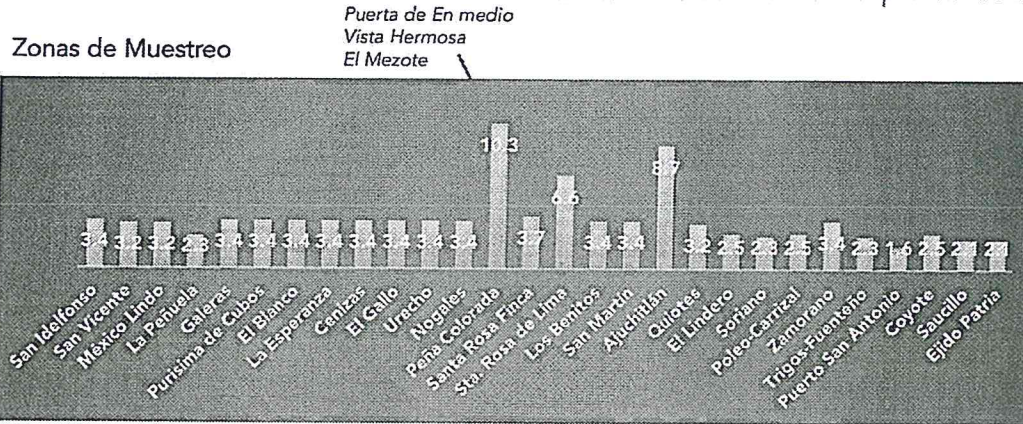 Puerta de En medio
Vista Hermosa
El Mezote
Zonas de Muestreo
3.4 3.2 3.2 2.3 3.4 3.4 3.4 3.4 3.4 3.4 3.4 3.4 10.3 3.7 6.6 3.4 3.4 8.7 3.2 2.5 2.3 2.5 3.4 2.3 1.6 2.5
San Idelfonso
San Vicente
México Lindo
La Peñuela
Galeras
Purísima de Cubos
El Blanco
La Esperanza
Cenizas
El Gallo
Urecho
Nogales
Peña Colorada
Santa Rosa Finca
Sta. Rosa de Lima
Los Benitos
San Martín
Ajuchitlán
Quiotes
El Lindero
Soriano
Poleo-Carrizal
Zamorano
Trigos-Fuenteño
Puerto San Antonio
Coyote
Saucillo
Ejido Patria